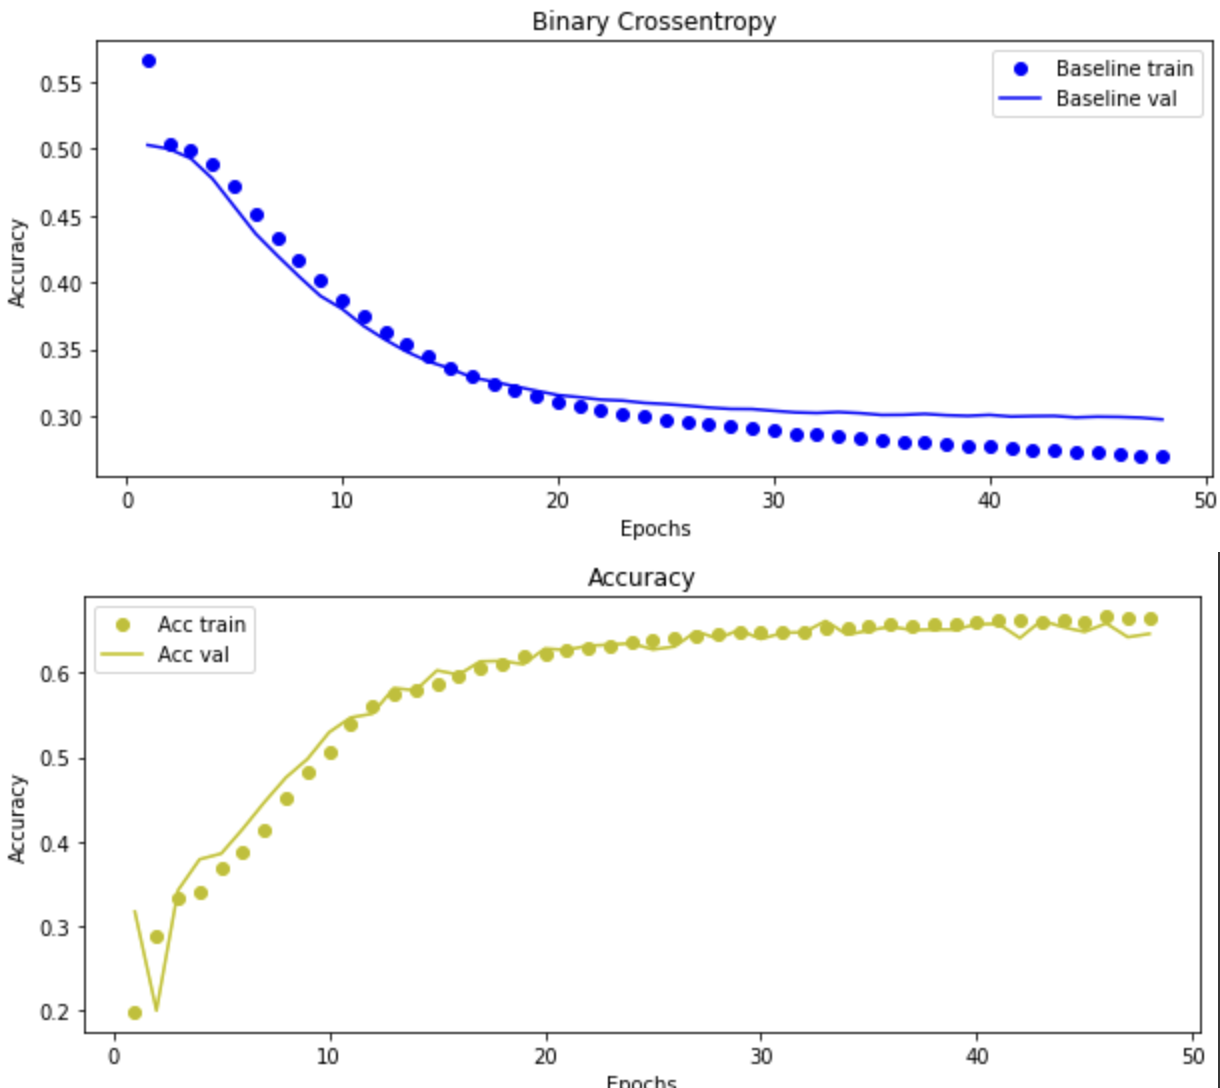 Binary Crossentropy
Baseline train
Baseline val
0.55
0.50
0.45
0.40
0.35
0.30
Accuracy
0 10 20 30 40 50
Epochs
Accuracy
Acc train
Acc val
0.6
0.5
0.4
0.3
0.2
Accuracy
0 10 20 30 40 50
Epochs